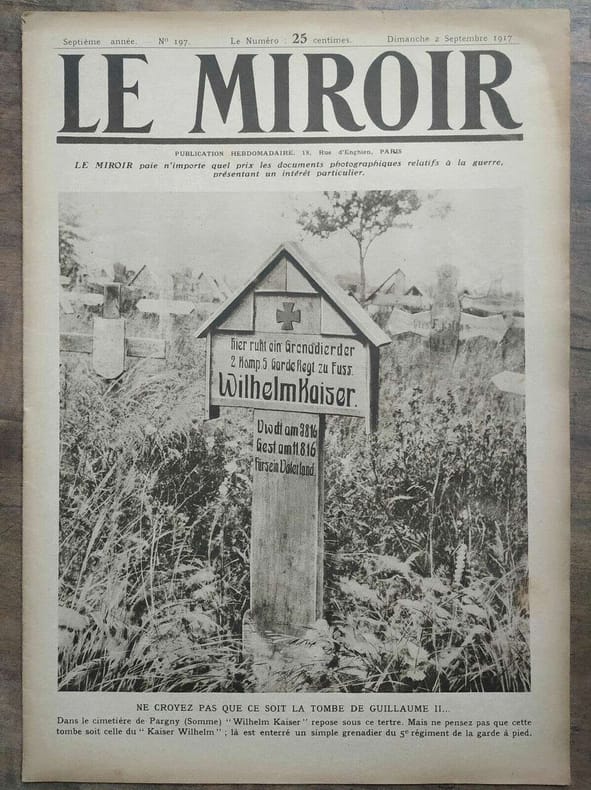 Septième année. — N° 197. Le Numéro : 25 centimes. Dimanche 2 Septembre 1917
LE MIROIR
PUBLICATION HEBDOMADAIRE, 18, Rue d'Enghien, PARIS
LE MIROIR paie n'importe quel prix les documents photographiques relatifs à la guerre,
présentant un intérêt particulier.
hier ruht ein Grenadier der
2 Komp. 5 Garde Regt zu Fuss.
Wilhelm Kaiser.
Vwdt am 9816
Gest am 11 8.16
Für sein Vaterland.
NE CROYEZ PAS QUE CE SOIT LA TOMBE DE GUILLAUME II...
Dans le cimetière de Pargny (Somme) "Wilhelm Kaiser" repose sous ce tertre. Mais ne pensez pas que cette
tombe soit celle du "Kaiser Wilhelm" ; là est enterré un simple grenadier du 5e régiment de la garde à pied.